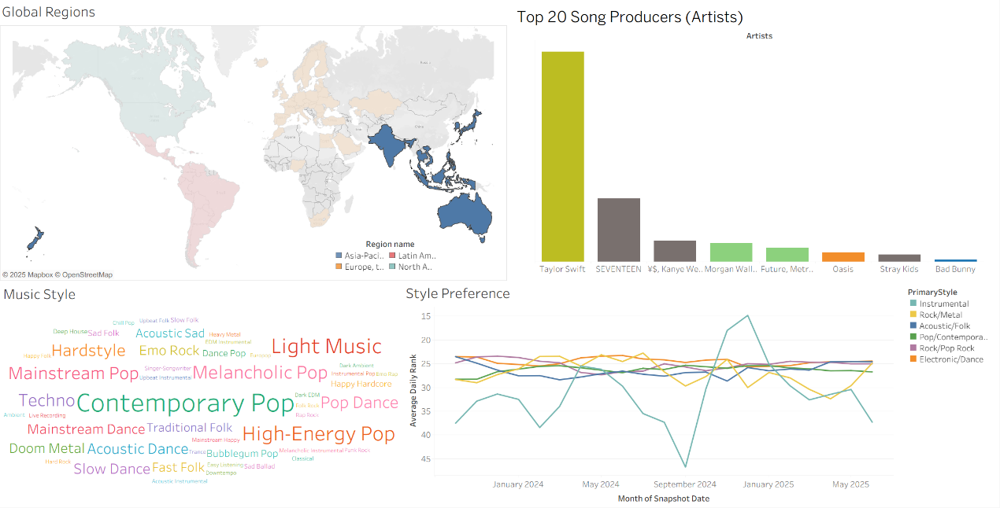 Global Regions
Region name
Asia-Paci..
Latin Am..
Europe, t..
North A..
© 2025 Mapbox © OpenStreetMap
Top 20 Song Producers (Artists)
Artists
Taylor Swift
SEVENTEEN
¥$, Kanye We..
Morgan Wall..
Future, Metr..
Oasis
Stray Kids
Bad Bunny
Music Style
Chill Pop
Upbeat Folk
Slow Folk
Deep House
Sad Folk
Acoustic Sad
Heavy Metal
EDM Instrumental
Happy Folk
Hardstyle
Emo Rock
Dance Pop
Light Music
Mainstream Pop
Singer-Songwriter
Upbeat Instrumental
Melancholic Pop
Dark Ambient
Instrumental Pop
Emo Rap
Happy Hardcore
Techno
Contemporary Pop
Dark EDM
Pop Dance
Ambient
Live Recording
Rap Rock
Mainstream Dance
Traditional Folk
Mainstream Happy
High-Energy Pop
Doom Metal
Acoustic Dance
Trance
Bubblegum Pop
Melancholic Instrumental
Punk Rock
Classical
Hard Rock
Slow Dance
Fast Folk
Easy Listening
Downtempo
Sad Ballad
Acoustic Instrumental
Style Preference
Average Daily Rank
15
20
25
30
35
40
45
January 2024
May 2024
September 2024
January 2025
May 2025
Month of Snapshot Date
PrimaryStyle
Instrumental
Rock/Metal
Acoustic/Folk
Pop/Contempora..
Rock/Pop Rock
Electronic/Dance